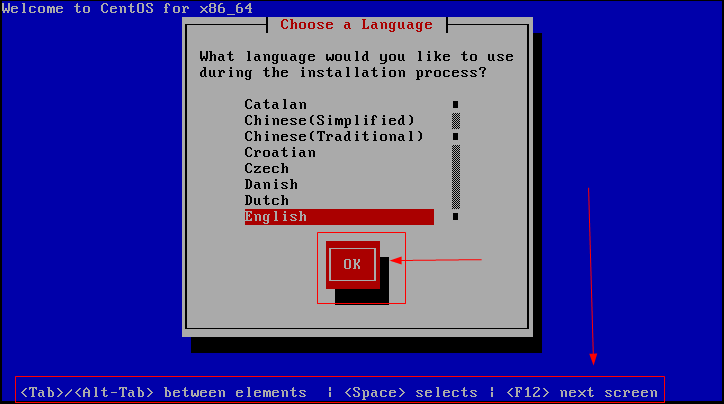 Welcome to CentOS for x86_64
Choose a Language
What language would you like to use
during the installation process?
Catalan
Chinese(Simplified)
Chinese(Traditional)
Croatian
Czech
Danish
Dutch
English
OK
<Tab>/<Alt-Tab> between elements | <Space> selects | <F12> next screen